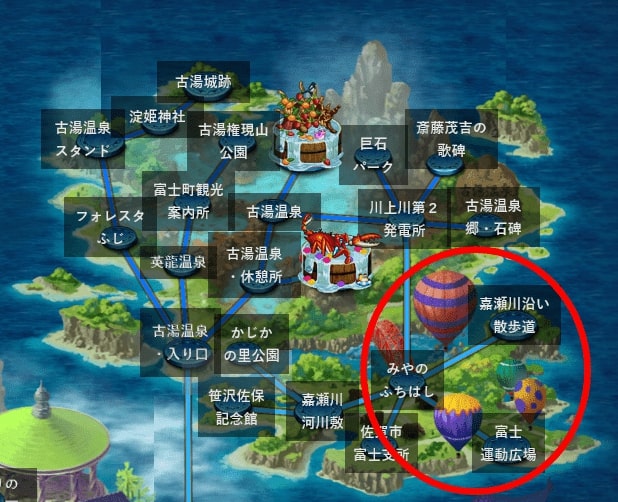 古湯城跡
淀姫神社
古湯温泉
スタンド
古湯権現山
公園
巨石
パーク
斎藤茂吉の
歌碑
富士町観光
案内所
フォレスタ
ふじ
古湯温泉
川上川第2
発電所
古湯温泉
郷・石碑
英龍温泉
古湯温泉
・休憩所
嘉瀬川沿い
散歩道
古湯温泉
・入り口
かじか
の里公園
みやの
ふちはし
笹沢佐保
記念館
嘉瀬川
河川敷
佐賀市
富士支所
富士
運動広場
りの